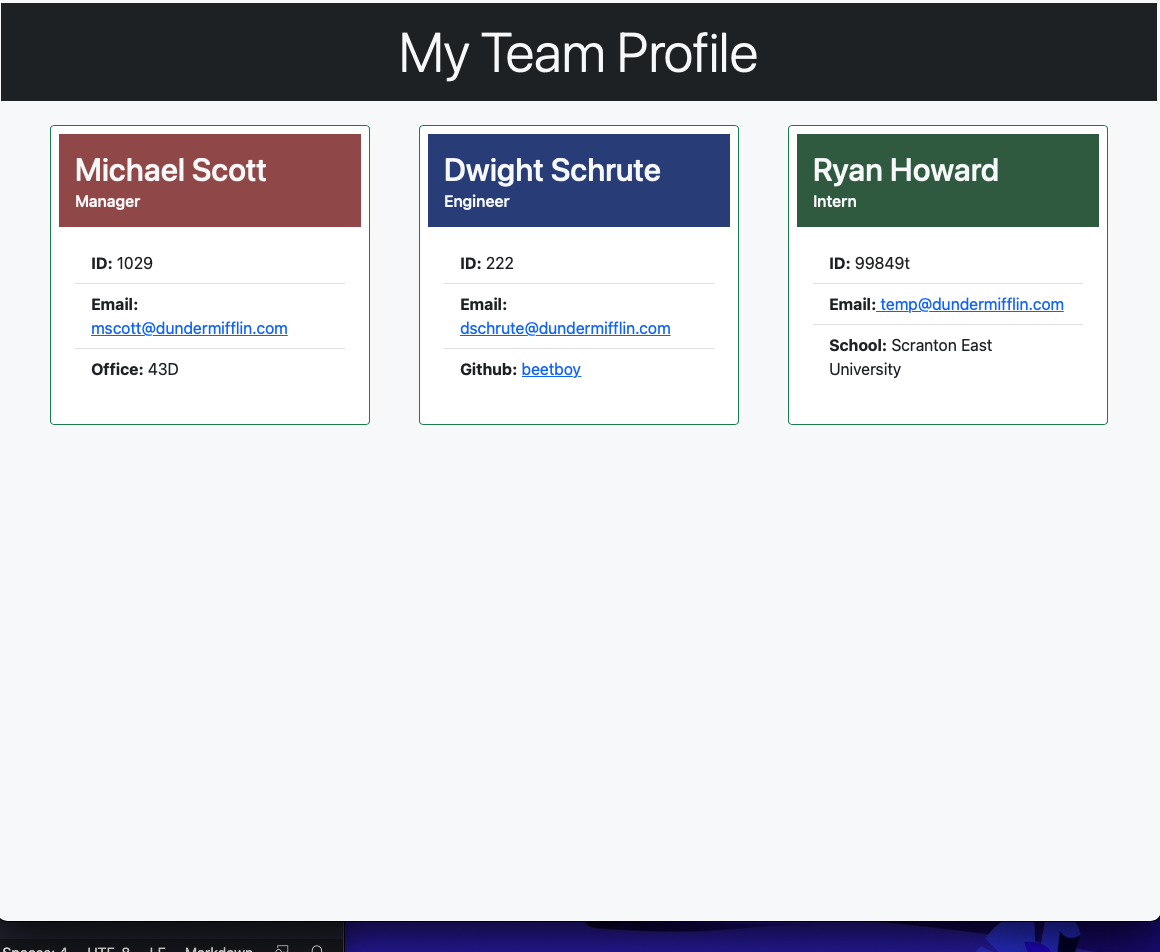 My Team Profile
Michael Scott
Manager
ID: 1029
Email:
mscott@dundermifflin.com
Office: 43D
Dwight Schrute
Engineer
ID: 222
Email:
dschrute@dundermifflin.com
Github: beetboy
Ryan Howard
Intern
ID: 99849t
Email: temp@dundermifflin.com
School: Scranton East
University
Spaces: 4 UTF-8 LF Markdown